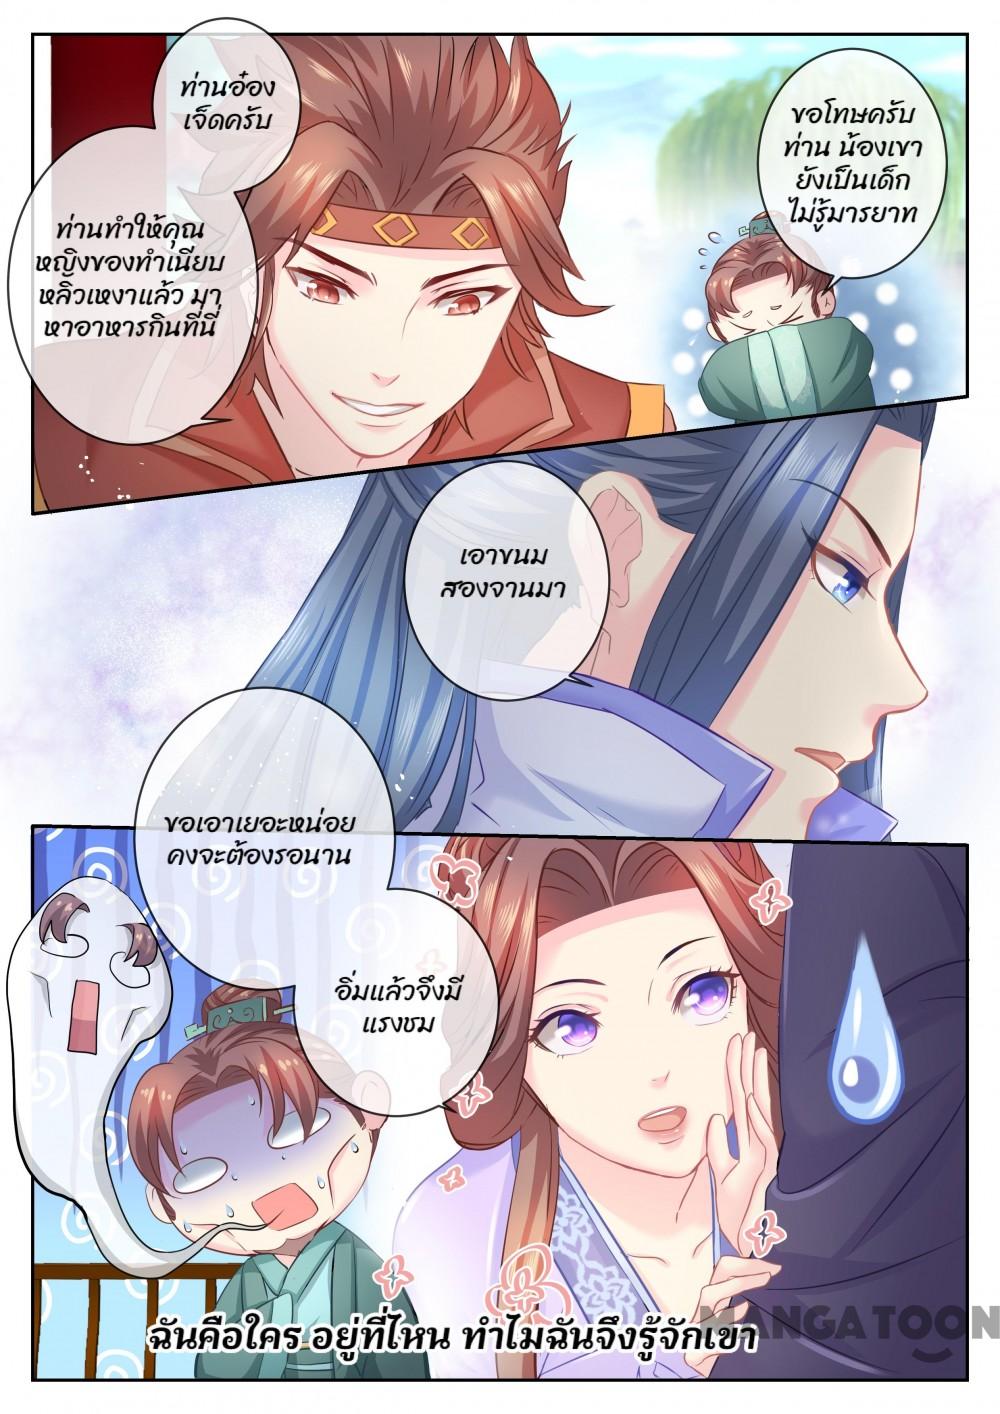 ท่านอ๋อง
เจ็ดครับ
ท่านทำให้คุณ
หญิงของทำเนียบ
หลิวเหงาแล้ว มา
หาอาหารกินที่นี่
ขอโทษครับ
ท่าน น้องเขา
ยังเป็นเด็ก
ไม่รู้มารยาท
เอาขนม
สองจานมา
ขอเอาเยอะหน่อย
คงจะต้องรอนาน
อิ่มแล้วจึงมี
แรงชม
ฉันคือใคร อยู่ที่ไหน ทำไมฉันจึงรู้จักเขา
MANGATOON